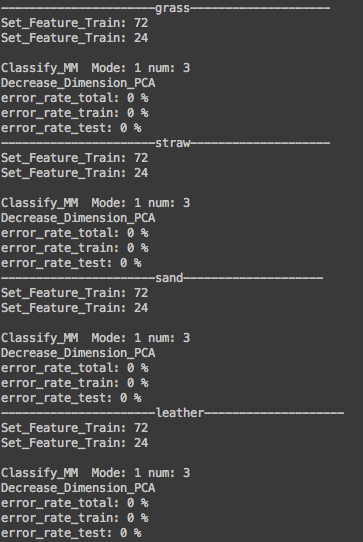 ----------------------grass--------------------
Set_Feature_Train: 72
Set_Feature_Train: 24

Classify_MM  Mode: 1 num: 3
Decrease_Dimension_PCA
error_rate_total: 0 %
error_rate_train: 0 %
error_rate_test: 0 %
----------------------straw--------------------
Set_Feature_Train: 72
Set_Feature_Train: 24

Classify_MM  Mode: 1 num: 3
Decrease_Dimension_PCA
error_rate_total: 0 %
error_rate_train: 0 %
error_rate_test: 0 %
----------------------sand--------------------
Set_Feature_Train: 72
Set_Feature_Train: 24

Classify_MM  Mode: 1 num: 3
Decrease_Dimension_PCA
error_rate_total: 0 %
error_rate_train: 0 %
error_rate_test: 0 %
----------------------leather--------------------
Set_Feature_Train: 72
Set_Feature_Train: 24

Classify_MM  Mode: 1 num: 3
Decrease_Dimension_PCA
error_rate_total: 0 %
error_rate_train: 0 %
error_rate_test: 0 %